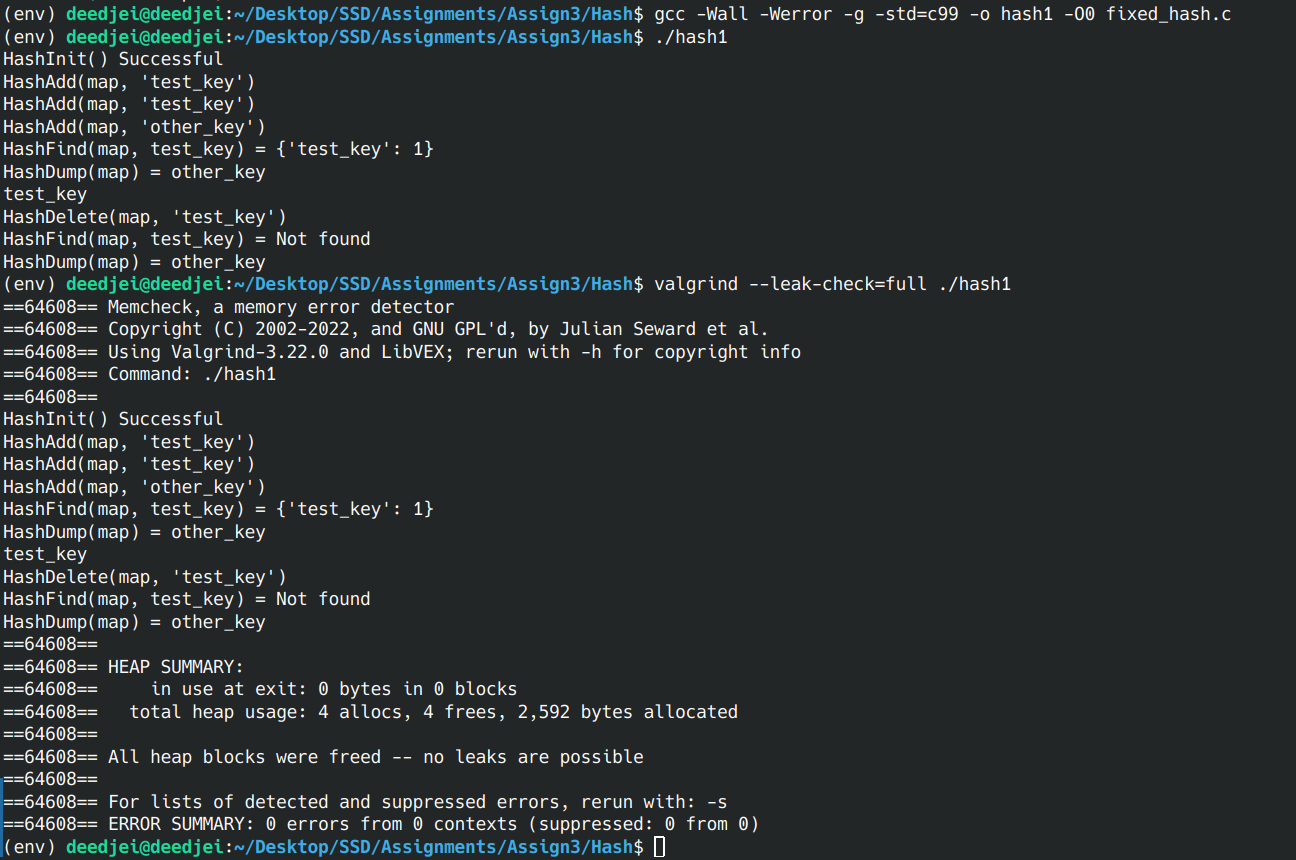 (env) deedjei@deedjei:~/Desktop/SSD/Assignments/Assign3/Hash$ gcc -Wall -Werror -g -std=c99 -o hash1 -O0 fixed_hash.c
(env) deedjei@deedjei:~/Desktop/SSD/Assignments/Assign3/Hash$ ./hash1
HashInit() Successful
HashAdd(map, 'test_key')
HashAdd(map, 'test_key')
HashAdd(map, 'other_key')
HashFind(map, test_key) = {'test_key': 1}
HashDump(map) = other_key
test_key
HashDelete(map, 'test_key')
HashFind(map, test_key) = Not found
HashDump(map) = other_key
(env) deedjei@deedjei:~/Desktop/SSD/Assignments/Assign3/Hash$ valgrind --leak-check=full ./hash1
==64608== Memcheck, a memory error detector
==64608== Copyright (C) 2002-2022, and GNU GPL'd, by Julian Seward et al.
==64608== Using Valgrind-3.22.0 and LibVEX; rerun with -h for copyright info
==64608== Command: ./hash1
==64608==
HashInit() Successful
HashAdd(map, 'test_key')
HashAdd(map, 'test_key')
HashAdd(map, 'other_key')
HashFind(map, test_key) = {'test_key': 1}
HashDump(map) = other_key
test_key
HashDelete(map, 'test_key')
HashFind(map, test_key) = Not found
HashDump(map) = other_key
==64608==
==64608== HEAP SUMMARY:
==64608==     in use at exit: 0 bytes in 0 blocks
==64608==   total heap usage: 4 allocs, 4 frees, 2,592 bytes allocated
==64608==
==64608== All heap blocks were freed -- no leaks are possible
==64608==
==64608== For lists of detected and suppressed errors, rerun with: -s
==64608== ERROR SUMMARY: 0 errors from 0 contexts (suppressed: 0 from 0)
(env) deedjei@deedjei:~/Desktop/SSD/Assignments/Assign3/Hash$